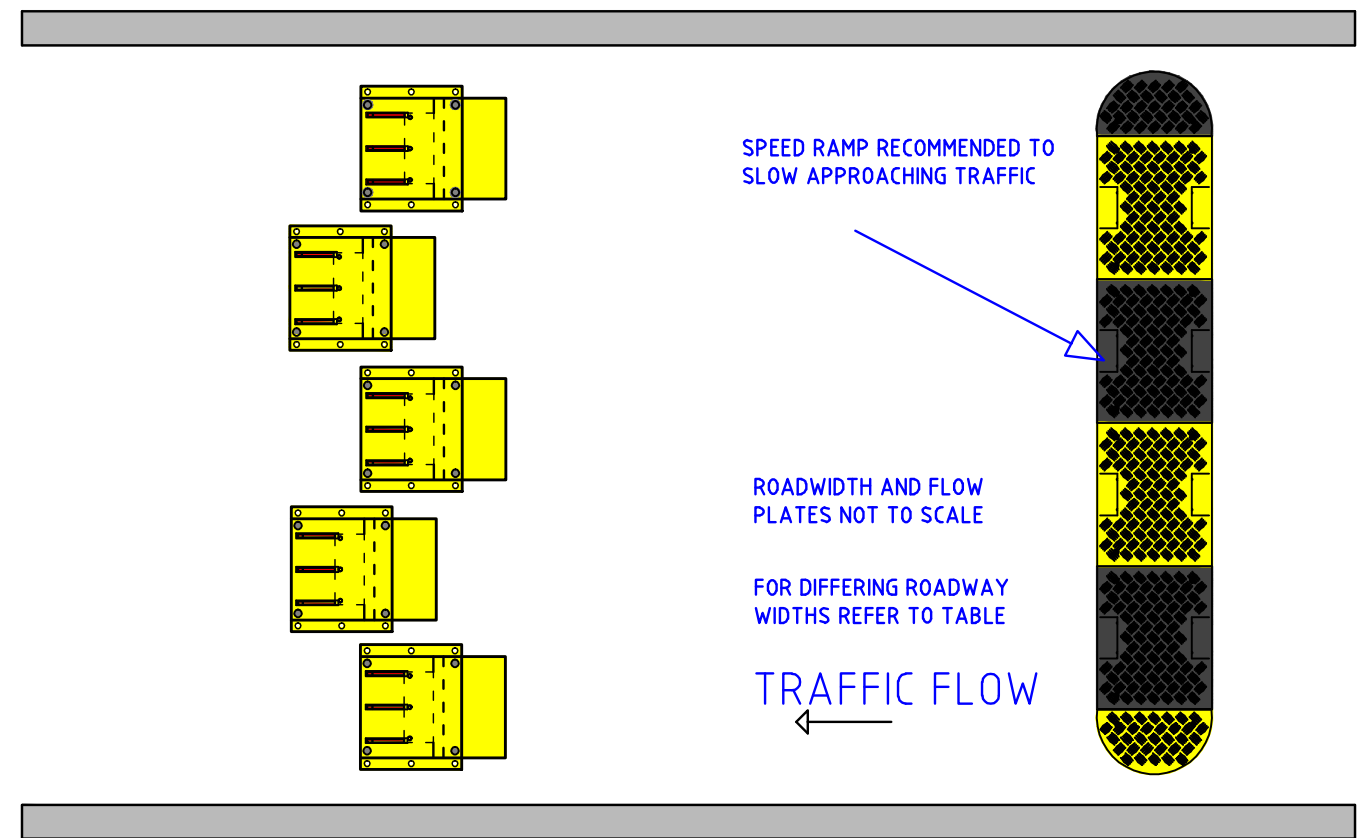 SPEED RAMP RECOMMENDED TO
SLOW APPROACHING TRAFFIC
ROADWIDTH AND FLOW
PLATES NOT TO SCALE
FOR DIFFERING ROADWAY
WIDTHS REFER TO TABLE
TRAFFIC FLOW